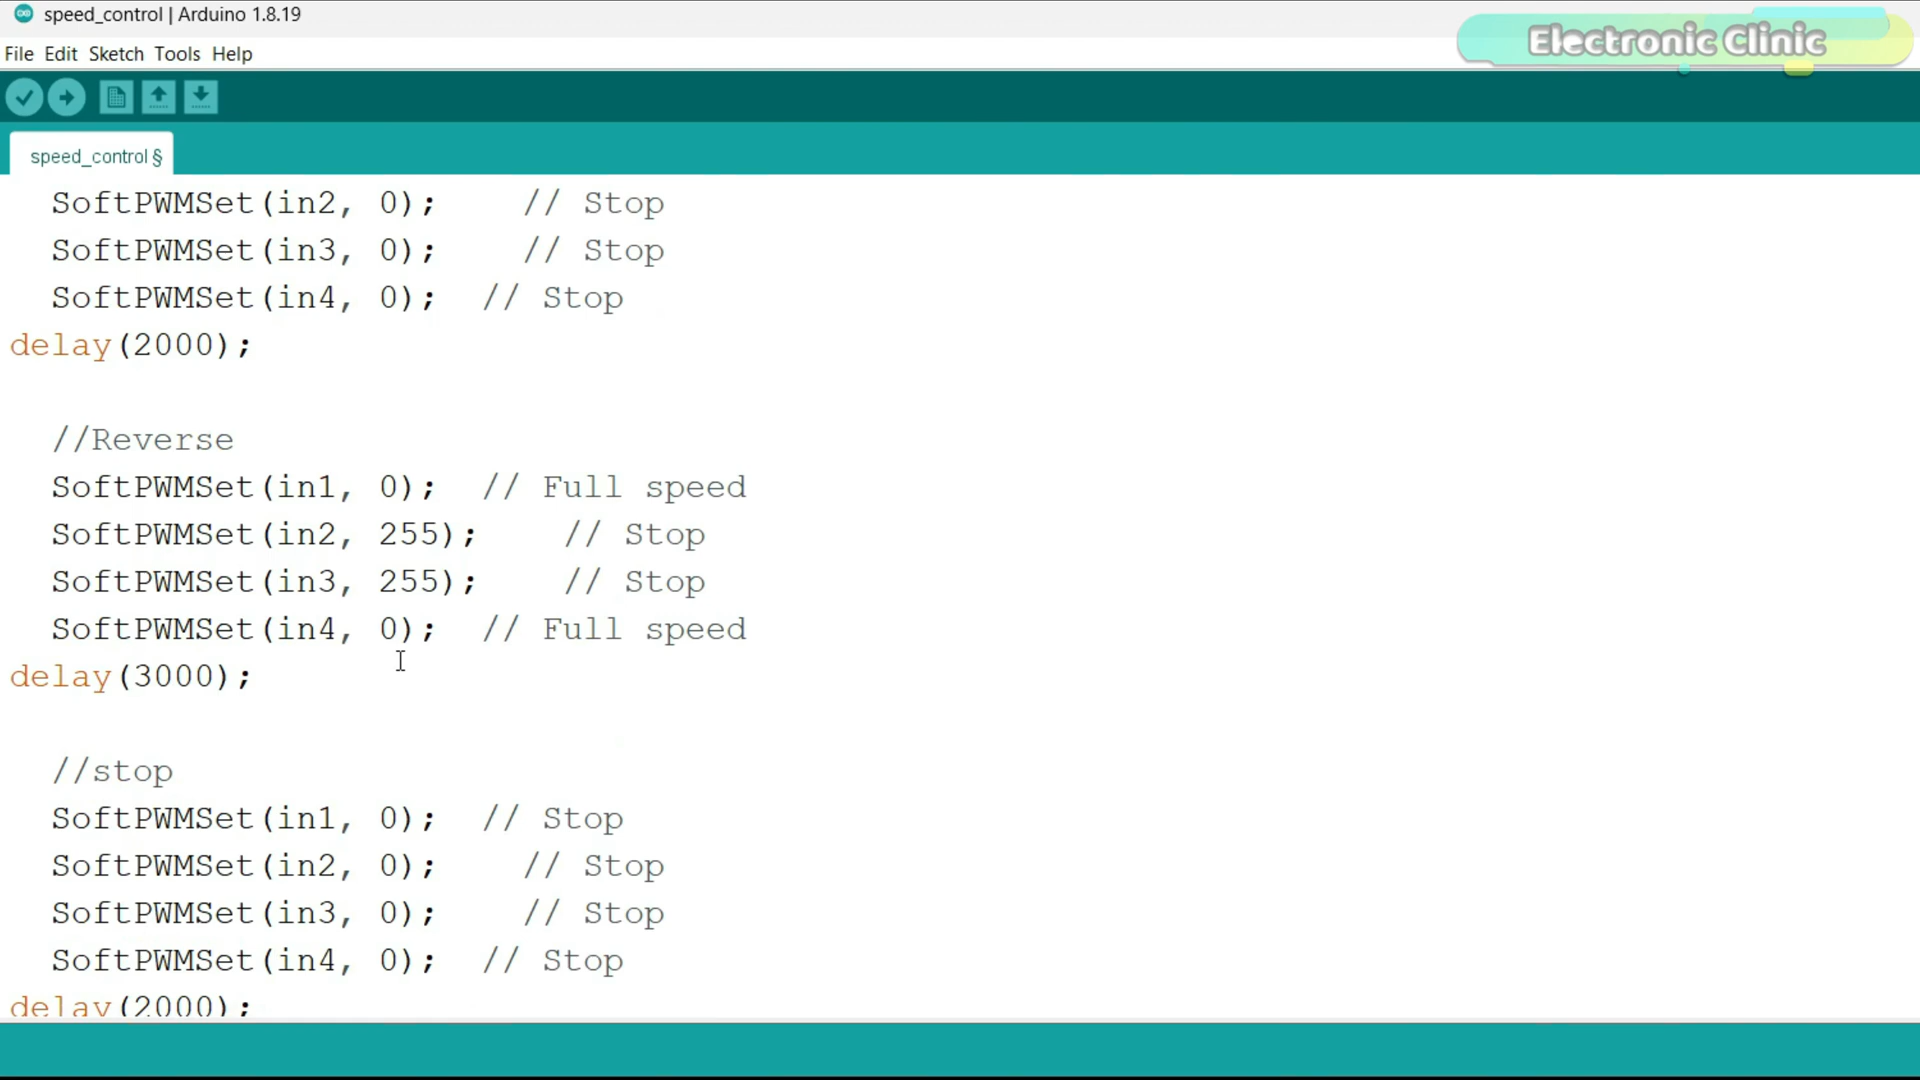 speed_control | Arduino 1.8.19
Electronic Clinic
File Edit Sketch Tools Help
speed_control §
SoftPWMSet(in2, 0);    // Stop
SoftPWMSet(in3, 0);    // Stop
SoftPWMSet(in4, 0);  // Stop
delay(2000);
//Reverse
SoftPWMSet(in1, 0);  // Full speed
SoftPWMSet(in2, 255);    // Stop
SoftPWMSet(in3, 255);    // Stop
SoftPWMSet(in4, 0);  // Full speed
delay(3000);
//stop
SoftPWMSet(in1, 0);  // Stop
SoftPWMSet(in2, 0);    // Stop
SoftPWMSet(in3, 0);    // Stop
SoftPWMSet(in4, 0);  // Stop
delay(2000);